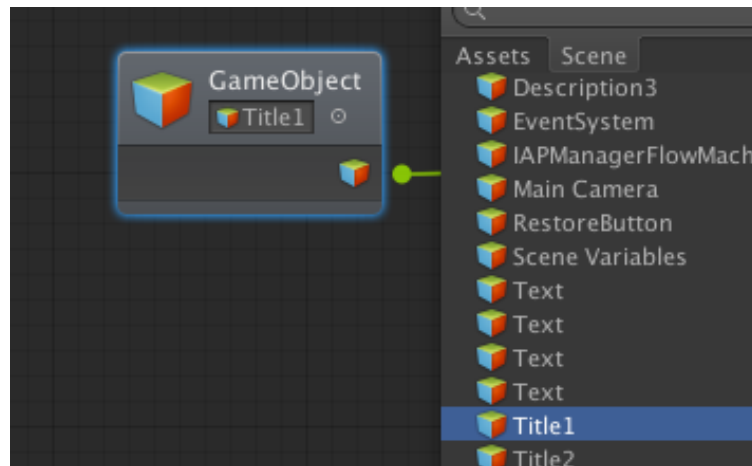 GameObject
Title1
Assets Scene
Description3
EventSystem
IAPManagerFlowMach
Main Camera
RestoreButton
Scene Variables
Text
Text
Text
Text
Title1
Title2